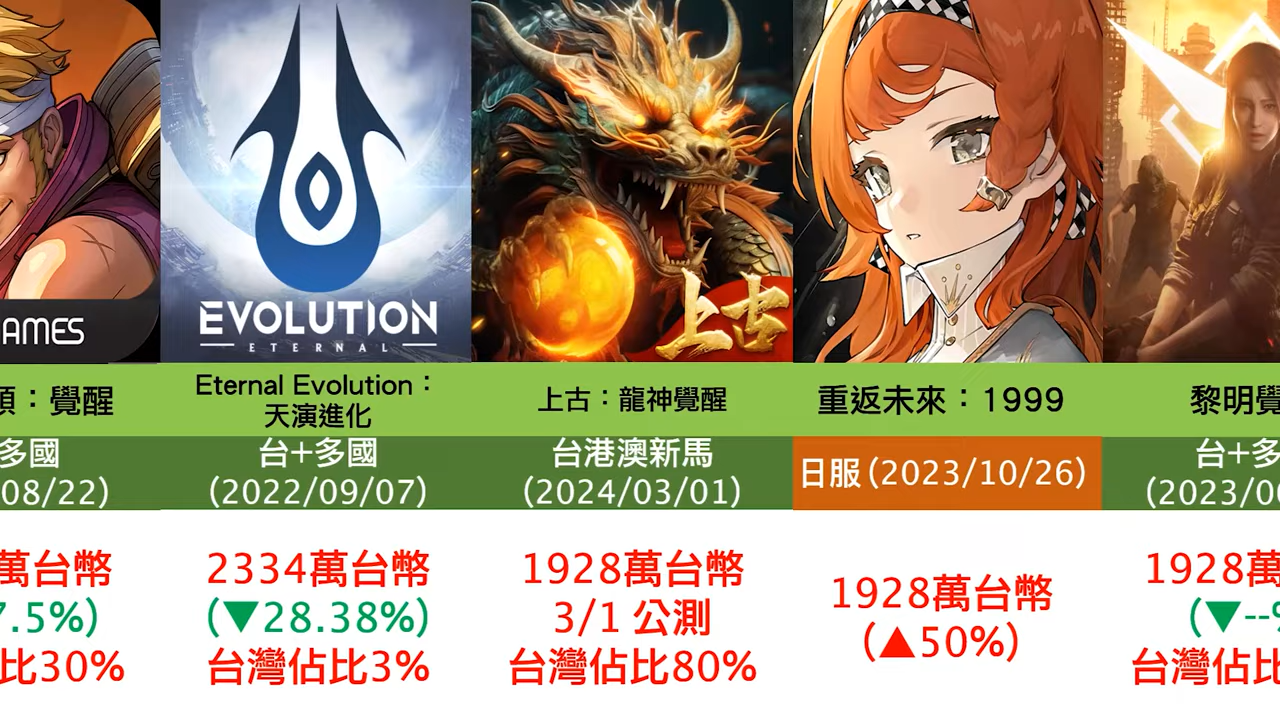 AMES
EVOLUTION
ETERNAL
上古
：覺醒
Eternal Evolution：
天演進化
上古：龍神覺醒
重返未來：1999
黎明覺
多國
08/22)
台+多國
(2022/09/07)
台港澳新馬
(2024/03/01)
日服(2023/10/26)
台+多
(2023/0
萬台幣
7.5%)
比30%
2334萬台幣
(▼28.38%)
台灣佔比3%
1928萬台幣
3/1 公測
台灣佔比80%
1928萬台幣
(▲50%)
1928萬
(▼--%
台灣佔比